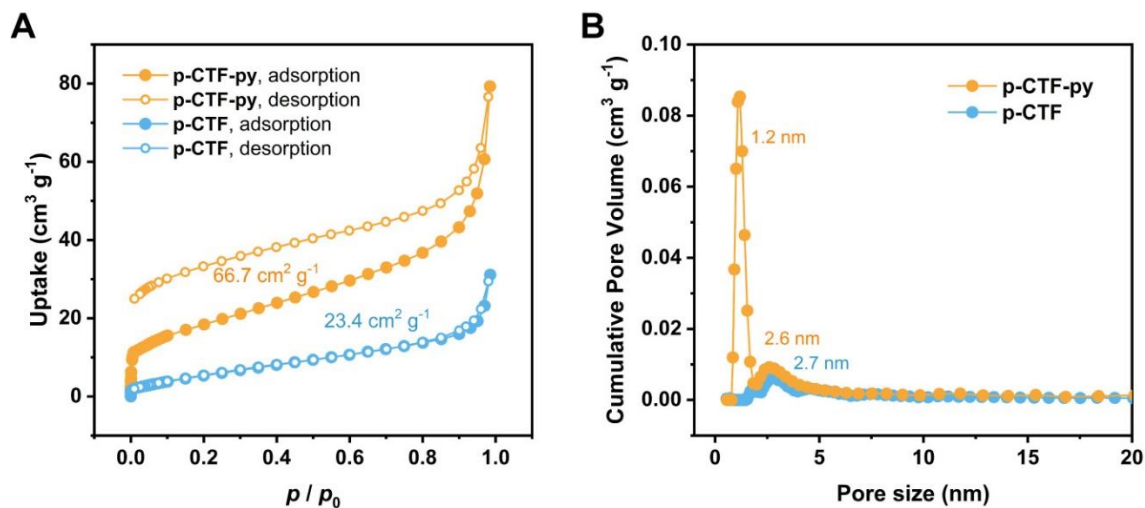 A
p-CTF-py, adsorption
p-CTF-py, desorption
p-CTF, adsorption
p-CTF, desorption
66.7 cm² g⁻¹
23.4 cm² g⁻¹
Uptake (cm³ g⁻¹)
80
60
40
20
0
0.0 0.2 0.4 0.6 0.8 1.0
p / p₀
B
p-CTF-py
p-CTF
1.2 nm
2.6 nm
2.7 nm
Cumulative Pore Volume (cm³ g⁻¹)
0.10
0.08
0.06
0.04
0.02
0.00
0 5 10 15 20
Pore size (nm)